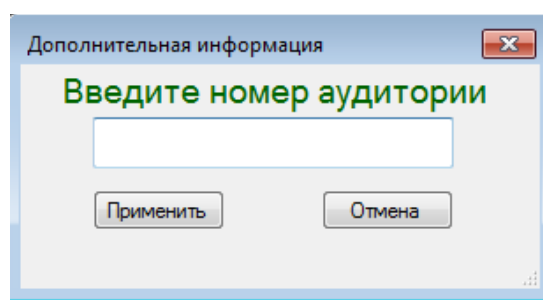 Дополнительная информация
Введите номер аудитории
Применить
Отмена